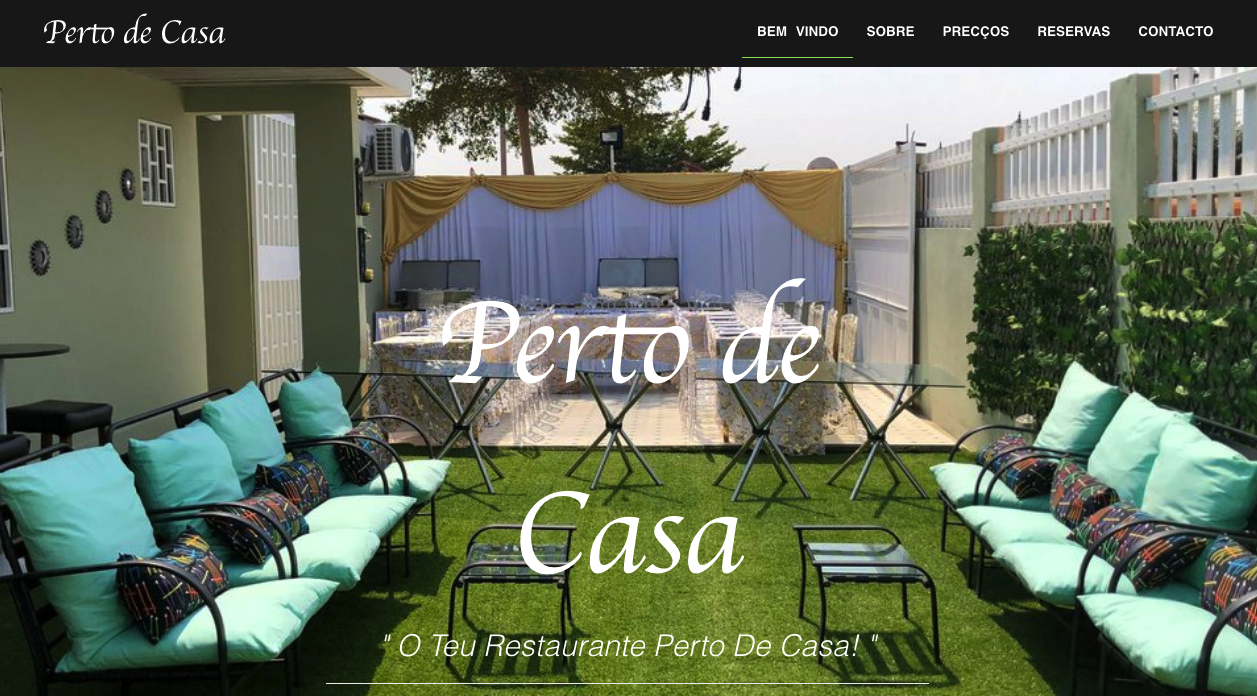 Perto de Casa
BEM VINDO SOBRE PRECÇOS RESERVAS CONTACTO
Perto de
Casa
" O Teu Restaurante Perto De Casa! "